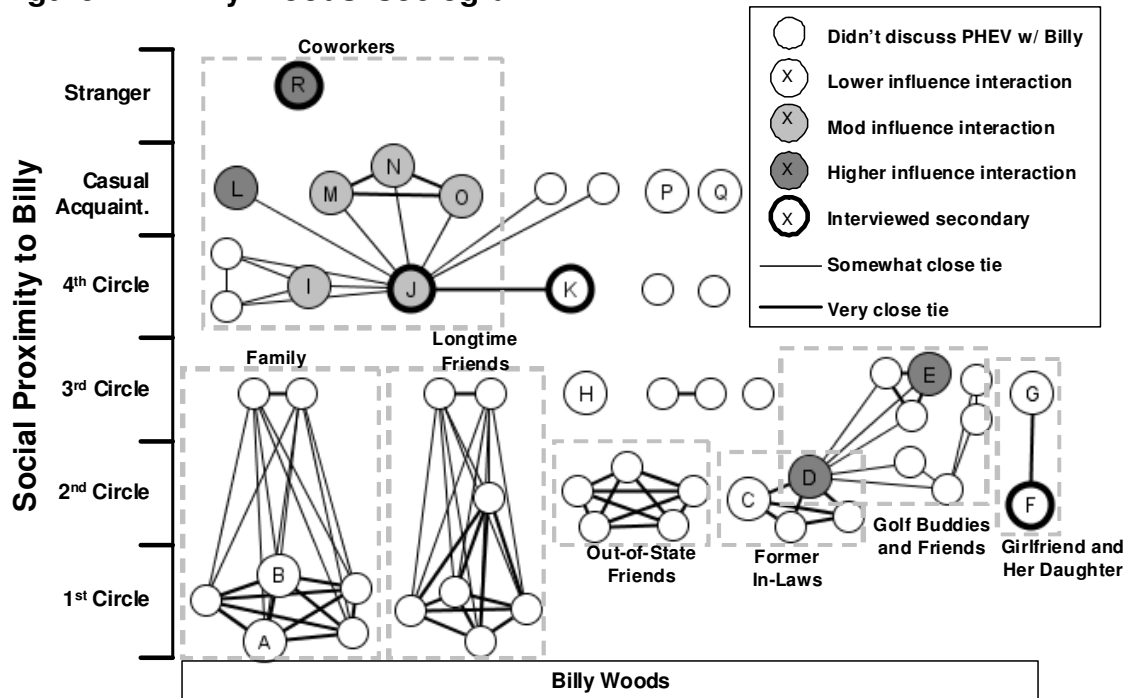 Coworkers
Stranger
Casual
Acquaint.
4th Circle
3rd Circle
2nd Circle
1st Circle
Social Proximity to Billy
R
L
M
N
O
P
Q
I
J
K
Didn't discuss PHEV w/ Billy
X
Lower influence interaction
X
Mod influence interaction
X
Higher influence interaction
X
Interviewed secondary
Somewhat close tie
Very close tie
Family
Longtime
Friends
H
E
G
D
C
F
B
A
Out-of-State
Friends
Former
In-Laws
Golf Buddies
and Friends
Girlfriend and
Her Daughter
Billy Woods